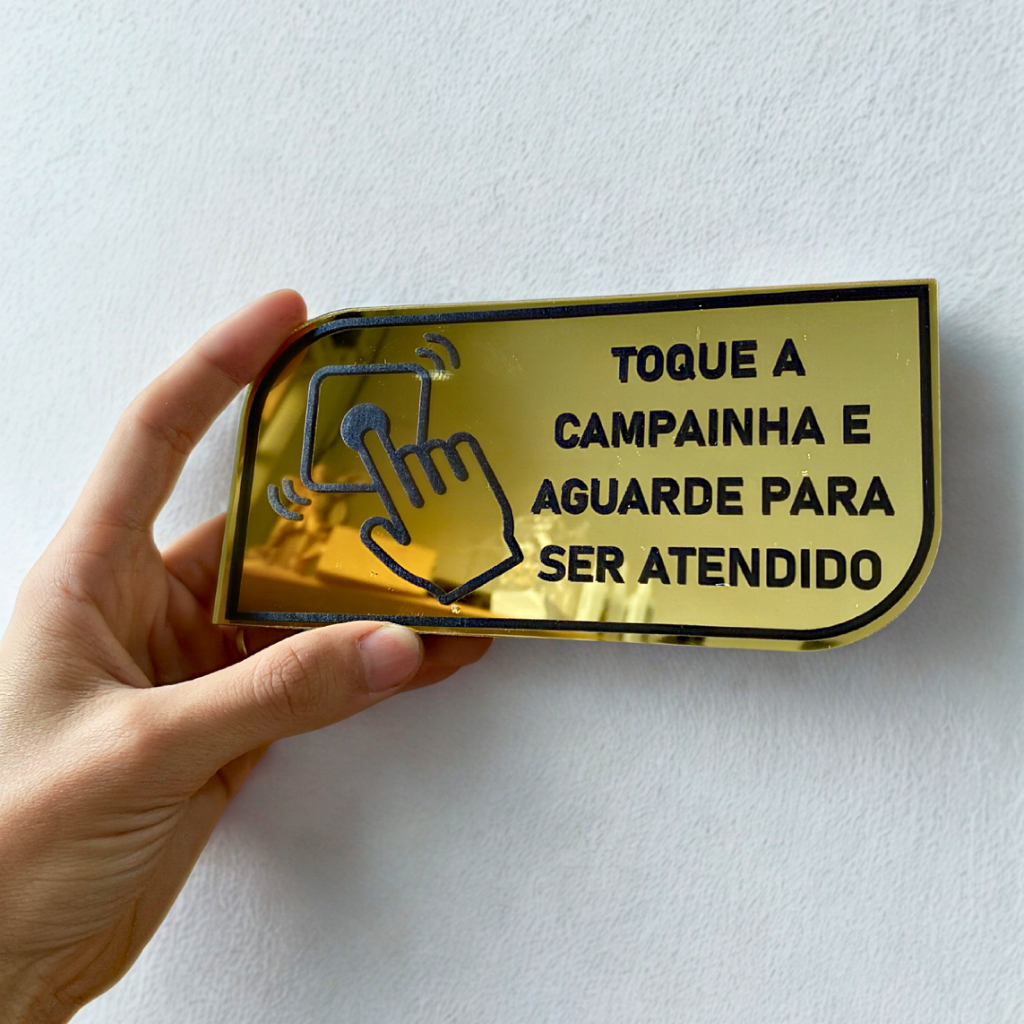 TOQUE A
CAMPAINHA E
AGUARDE PARA
SER ATENDIDO